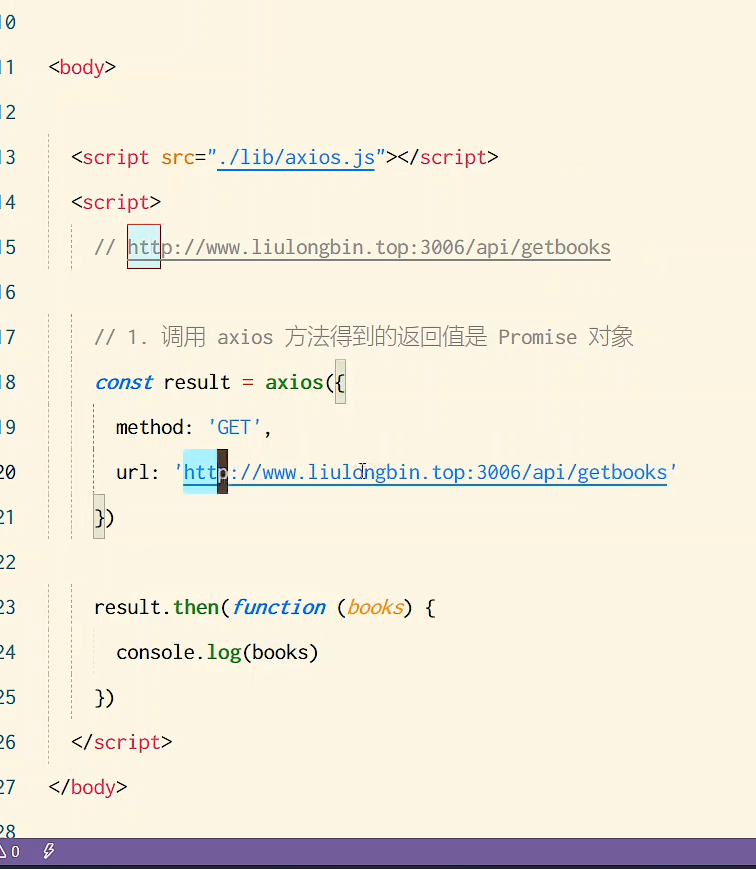 10
11 <body>
12
13 <script src="./lib/axios.js"></script>
14 <script>
15 // http://www.liulongbin.top:3006/api/getbooks
16
17 // 1. 调用 axios 方法得到的返回值是 Promise 对象
18 const result = axios({
19 method: 'GET',
20 url: 'http://www.liulongbin.top:3006/api/getbooks'
21 })
22
23 result.then(function (books) {
24 console.log(books)
25 })
26 </script>
27 </body>
28
0